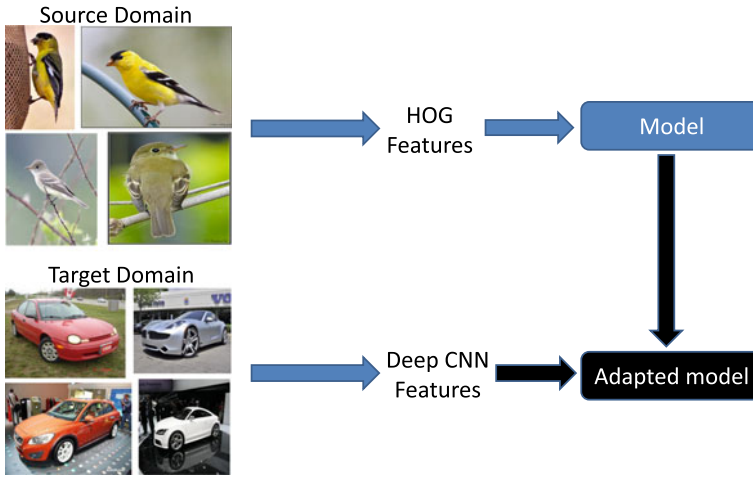 Source Domain
HOG
Features
Model
Target Domain
Deep CNN
Features
Adapted model